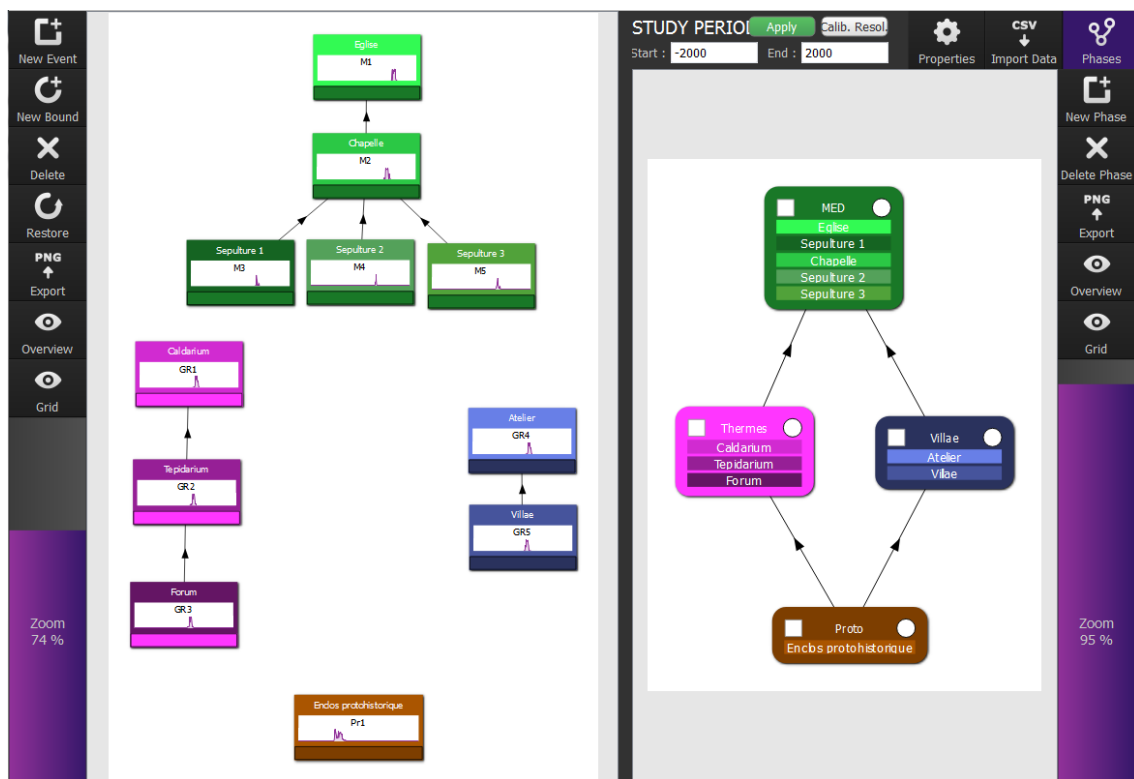 New Event
New Bound
Delete
Restore
PNG
Export
Overview
Grid
Zoom
74 %
Eglise
M1
Chapelle
M2
Sepulture 1
M3
Sepulture 2
M4
Sepulture 3
M5
Caldarium
GR1
Tepidarium
GR2
Forum
GR3
Atelier
GR4
Villae
GR5
Endos protohistorique
Pr1
STUDY PERIOD
Apply
Calib. Resol.
Start : -2000
End : 2000
Properties
CSV
Import Data
Phases
MED
Eglise
Sepulture 1
Chapelle
Sepulture 2
Sepulture 3
Thermes
Caldarium
Tepidarium
Forum
Villae
Atelier
Villae
Proto
Enclos protohistorique
New Phase
Delete Phase
PNG
Export
Overview
Grid
Zoom
95 %